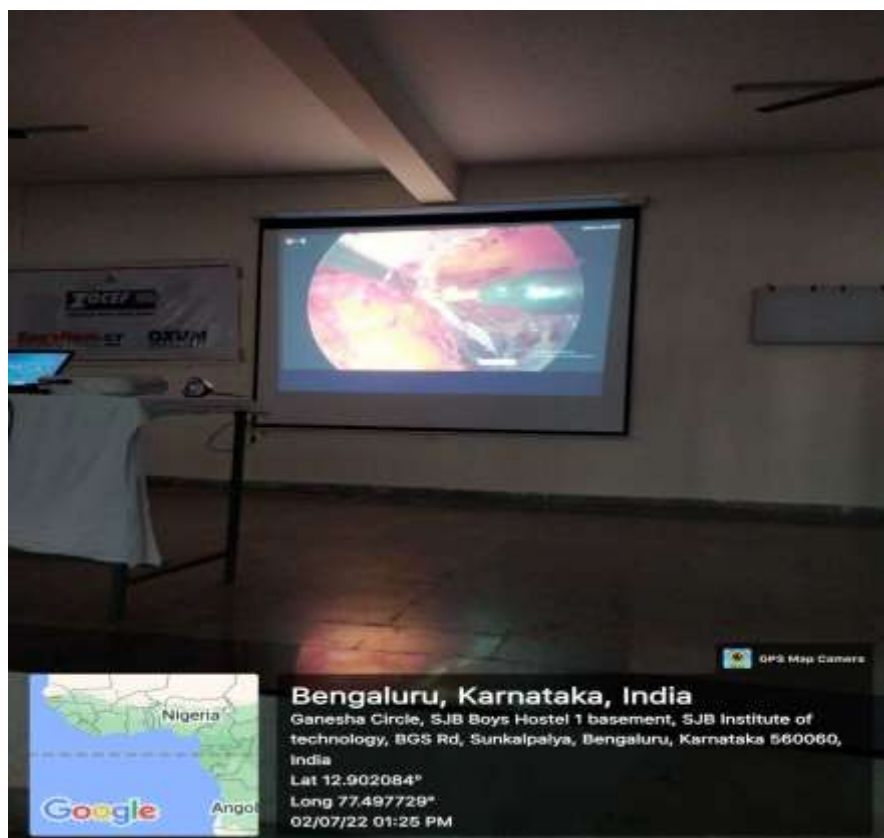 OXUM
GPS Map Camera
Nigeria
Angol
Google
Bengaluru, Karnataka, India
Ganesha Circle, SJB Boys Hostel 1 basement, SJB Institute of
technology, BGS Rd, Sunkalpalya, Bengaluru, Karnataka 560060,
India
Lat 12.902084°
Long 77.497729°
02/07/22 01:25 PM